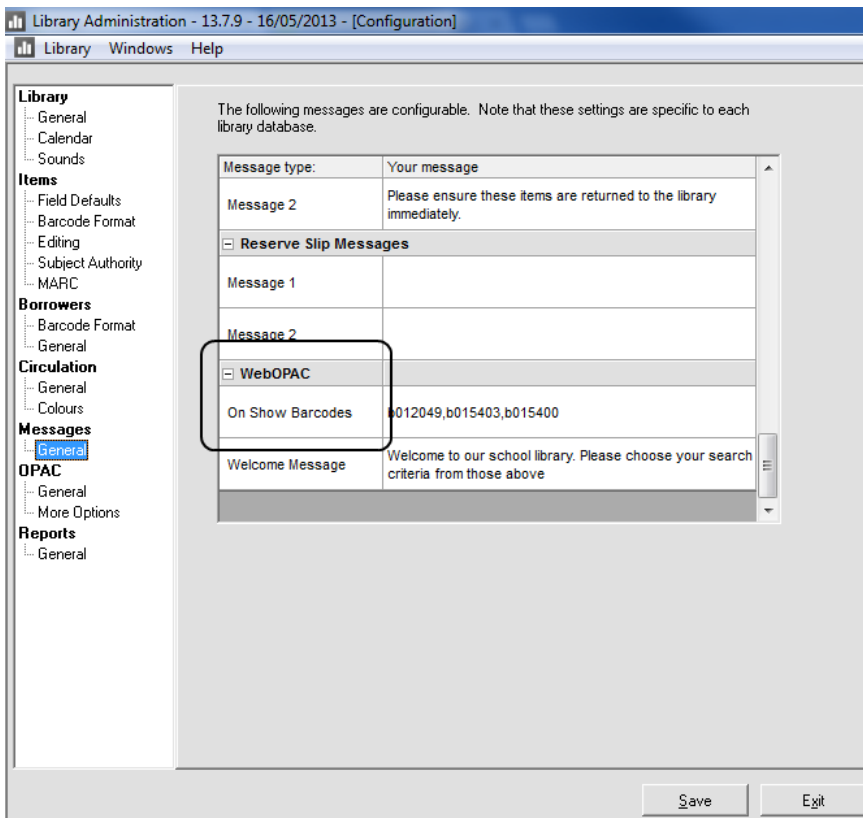 Library Administration - 13.7.9 - 16/05/2013 - [Configuration]
Library Windows Help
Library
General
Calendar
Sounds
Items
Field Defaults
Barcode Format
Editing
Subject Authority
MARC
Borrowers
Barcode Format
General
Circulation
General
Colours
Messages
General
OPAC
General
More Options
Reports
General
The following messages are configurable. Note that these settings are specific to each
library database.
Message type: Your message
Message 2 Please ensure these items are returned to the library
immediately.
Reserve Slip Messages
Message 1
Message 2
WebOPAC
On Show Barcodes b012049,b015403,b015400
Welcome Message Welcome to our school library. Please choose your search
criteria from those above
Save Exit